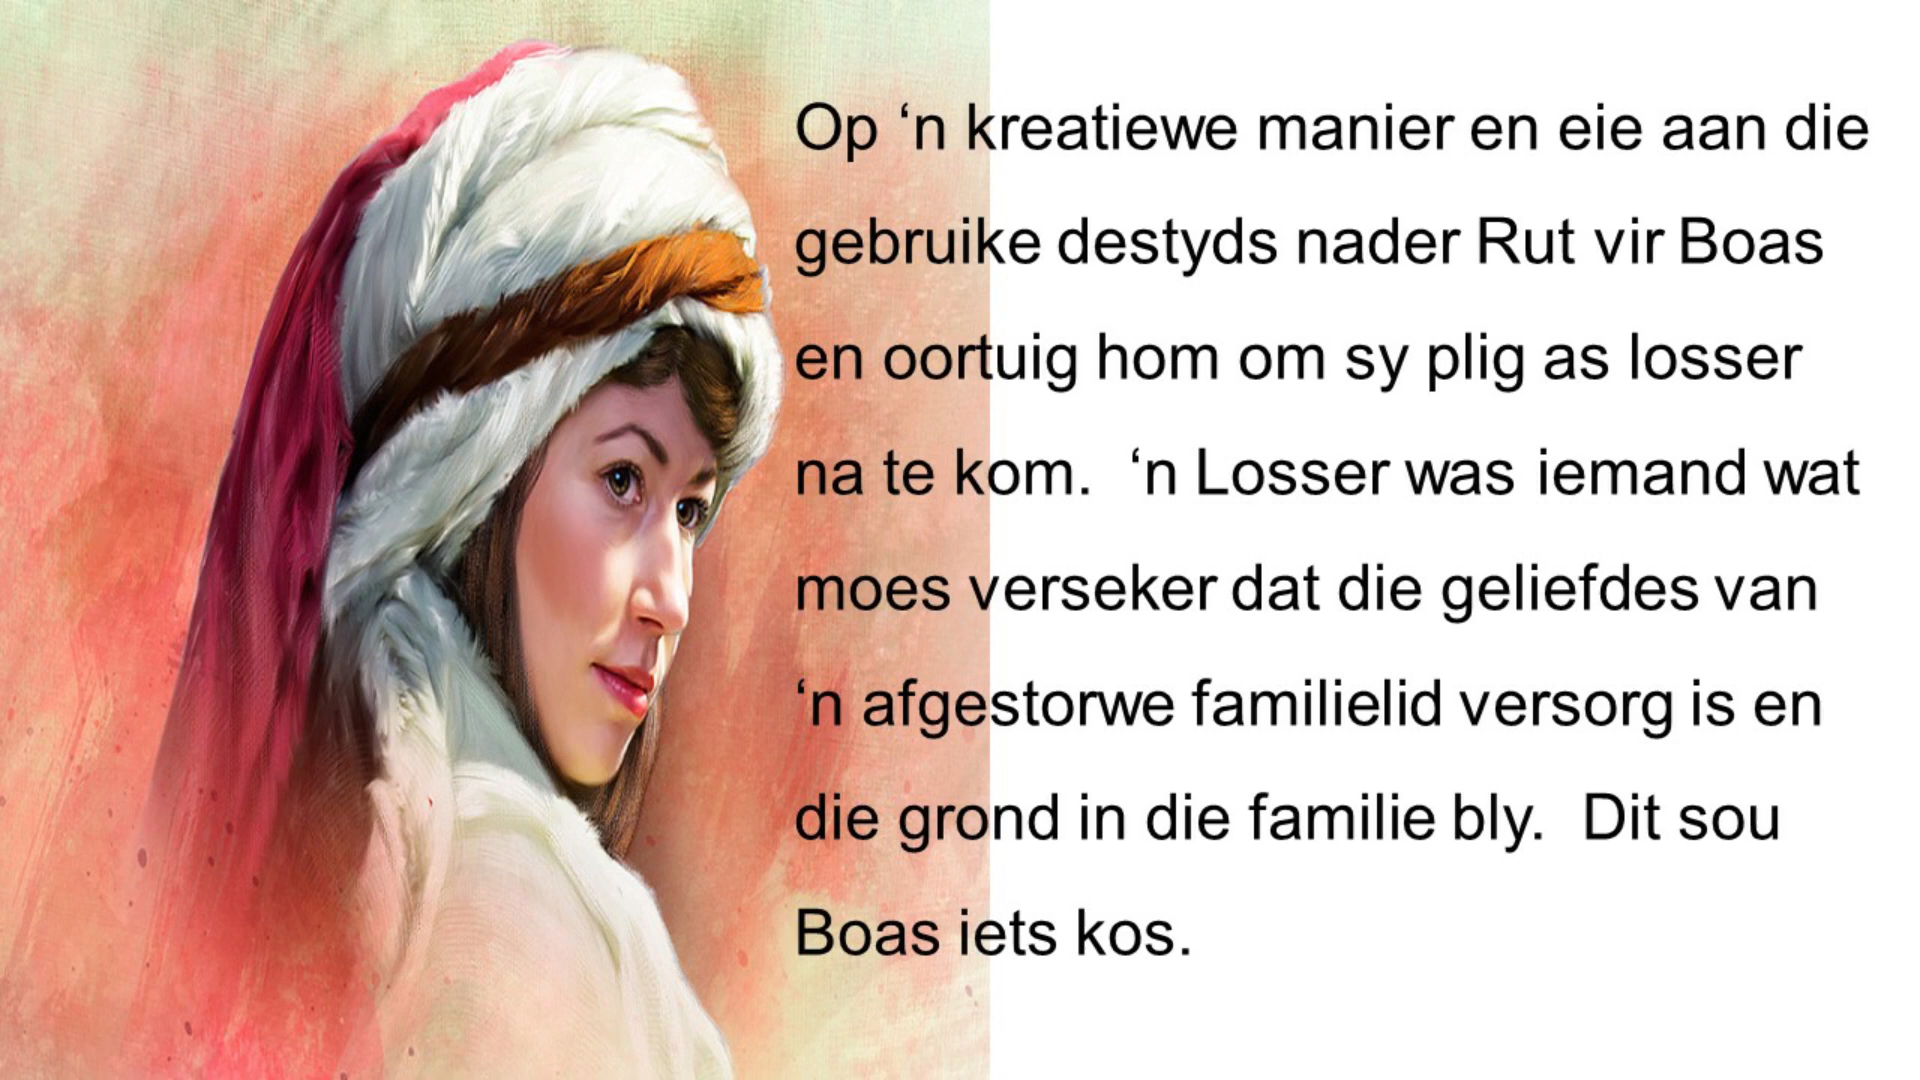 Op ‘n kreatiewe manier en eie aan die
gebruike destyds nader Rut vir Boas
en oortuig hom om sy plig as losser
na te kom.  ‘n Losser was iemand wat
moes verseker dat die geliefdes van
‘n afgestorwe familielid versorg is en
die grond in die familie bly.  Dit sou
Boas iets kos.